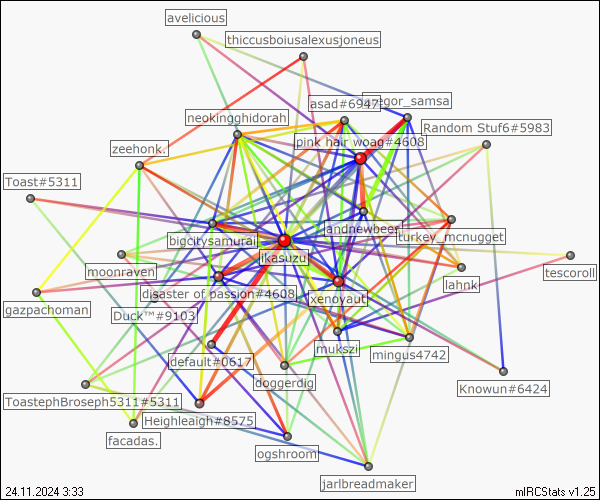 avelicious
thiccusboiusalexusjoneus
asad#6947
egor_samsa
neokingghidorah
Random Stuf6#5983
pink hair woag#4608
zeehonk.
Toast#5311
andnewbeer
turkey_mcnugget
bigcitysamurai
ikasuzu
moonraven
tescoroll
lahnk
disaster of passion#4608
xenoyaut
gazpachoman
Duck™#9103
mukszi
mingus4742
default#0617
doggerdig
Knowun#6424
ToastephBroseph5311#5311
Heighleaigh#8575
facadas.
ogshroom
jarlbreadmaker
24.11.2024 3:33
mIRCStats v1.25